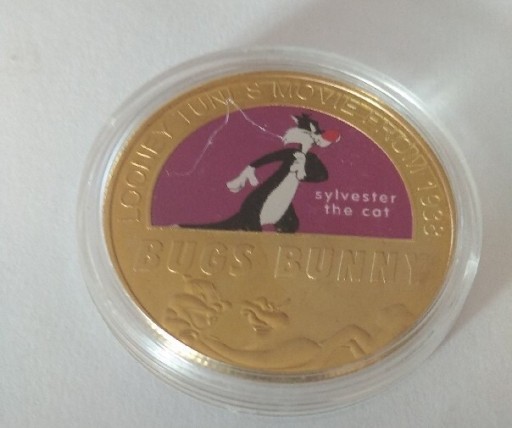 LOONEY TUNES MOVIE FROM 1938
sylvester
the cat
BUGS BUNNY